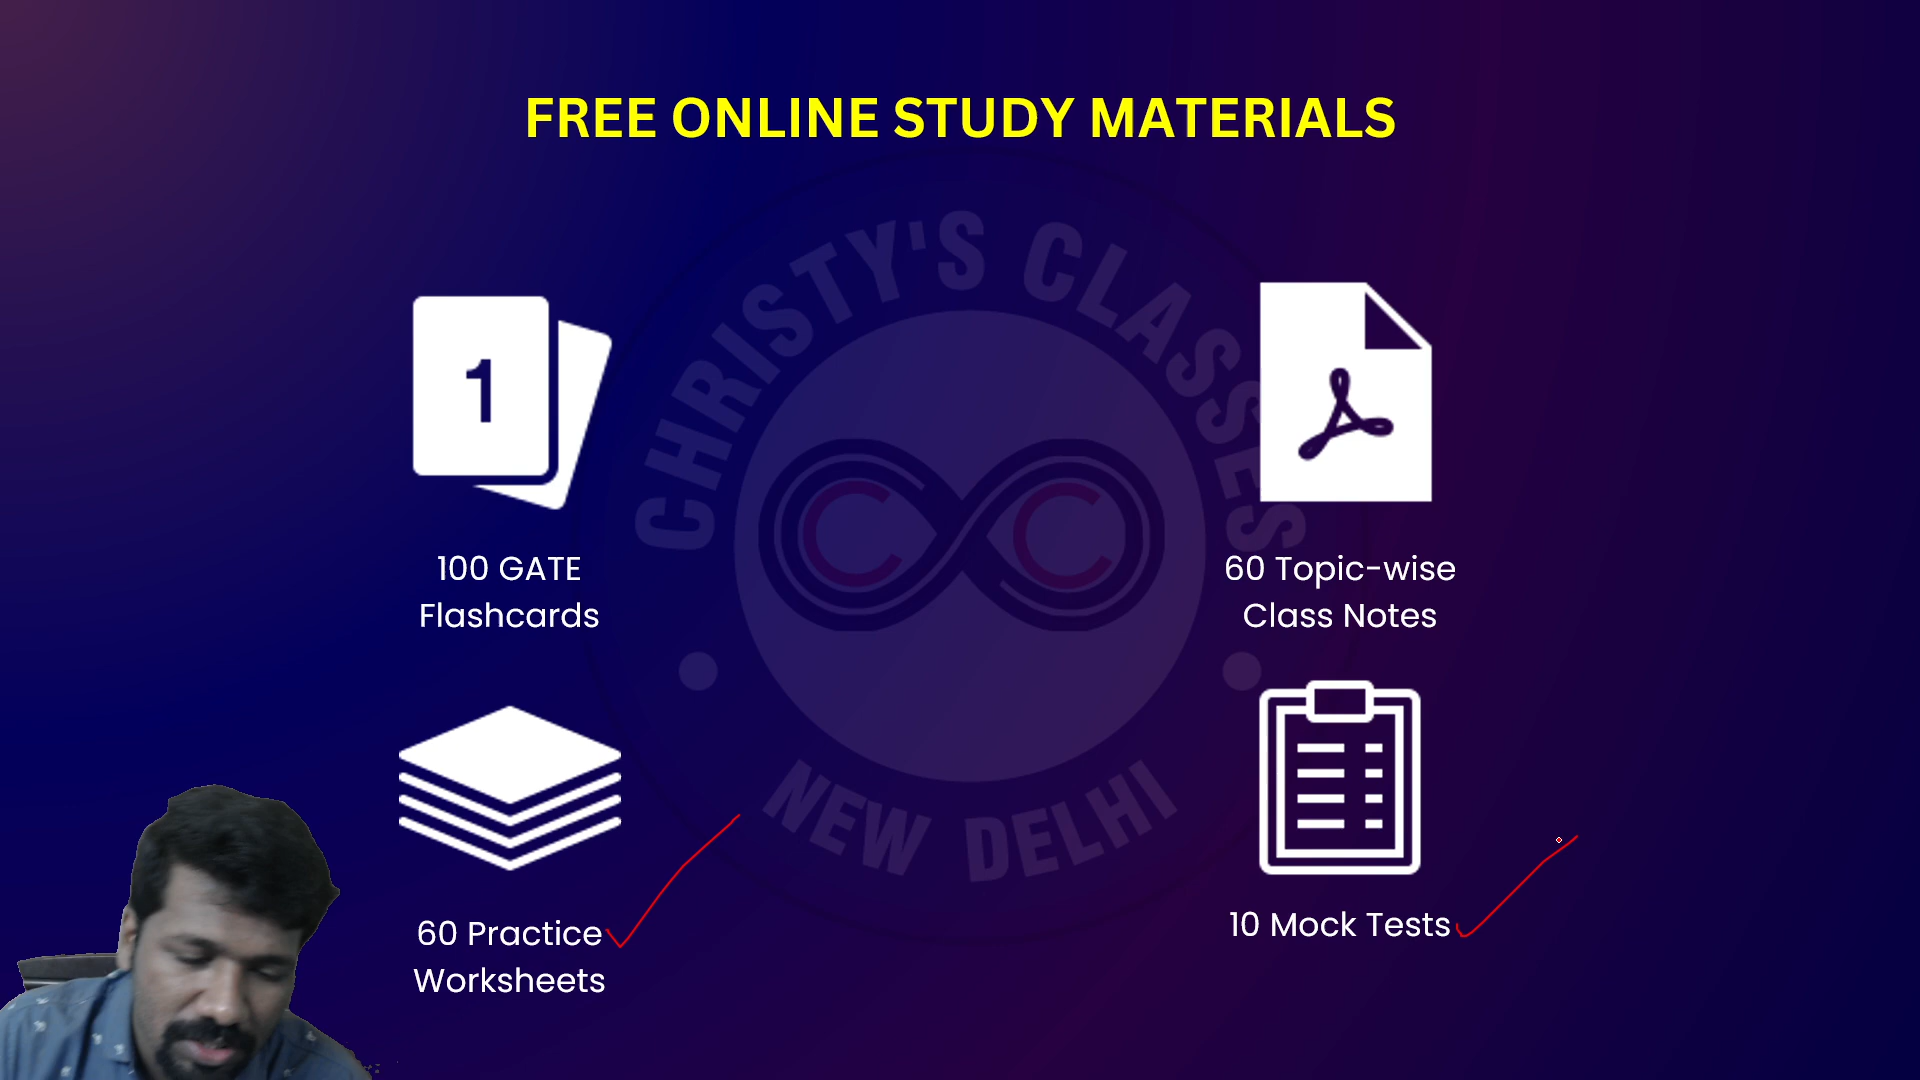 FREE ONLINE STUDY MATERIALS
CHRISTY'S CLASSES
1
100 GATE
Flashcards
60 Topic-wise
Class Notes
CC
NEW DELHI
60 Practice
Worksheets
10 Mock Tests